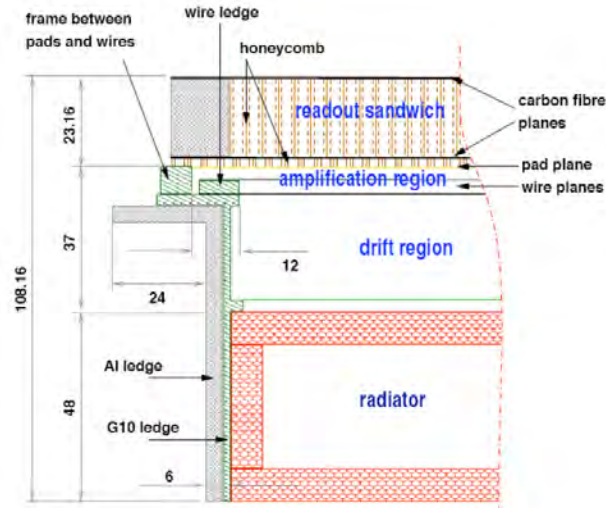 frame between
pads and wires
wire ledge
honeycomb
readout sandwich
carbon fibre
planes
pad plane
amplification region
wire planes
23.16
37
108.16
48
12
drift region
24
Al ledge
radiator
G10 ledge
6